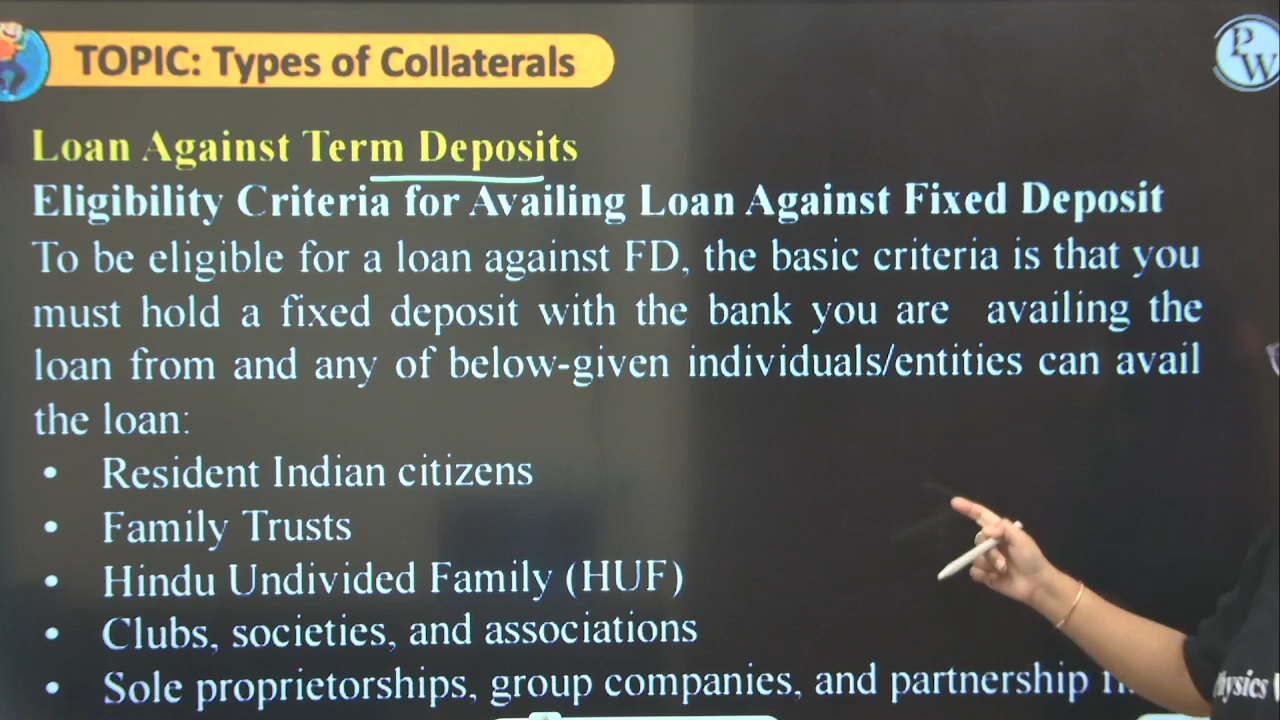 TOPIC: Types of Collaterals
PW
Loan Against Term Deposits
Eligibility Criteria for Availing Loan Against Fixed Deposit
To be eligible for a loan against FD, the basic criteria is that you
must hold a fixed deposit with the bank you are availing the
loan from and any of below-given individuals/entities can avail
the loan:
• Resident Indian citizens
• Family Trusts
• Hindu Undivided Family (HUF)
• Clubs, societies, and associations
• Sole proprietorships, group companies, and partnership